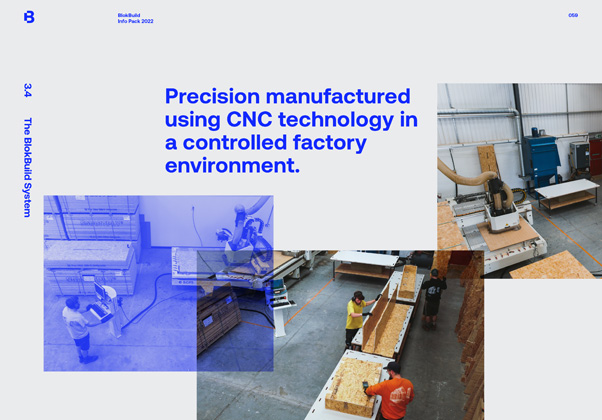 BlokBuild
Info Pack 2022
059
3.4 The BlokBuild System
Precision manufactured
using CNC technology in
a controlled factory
environment.